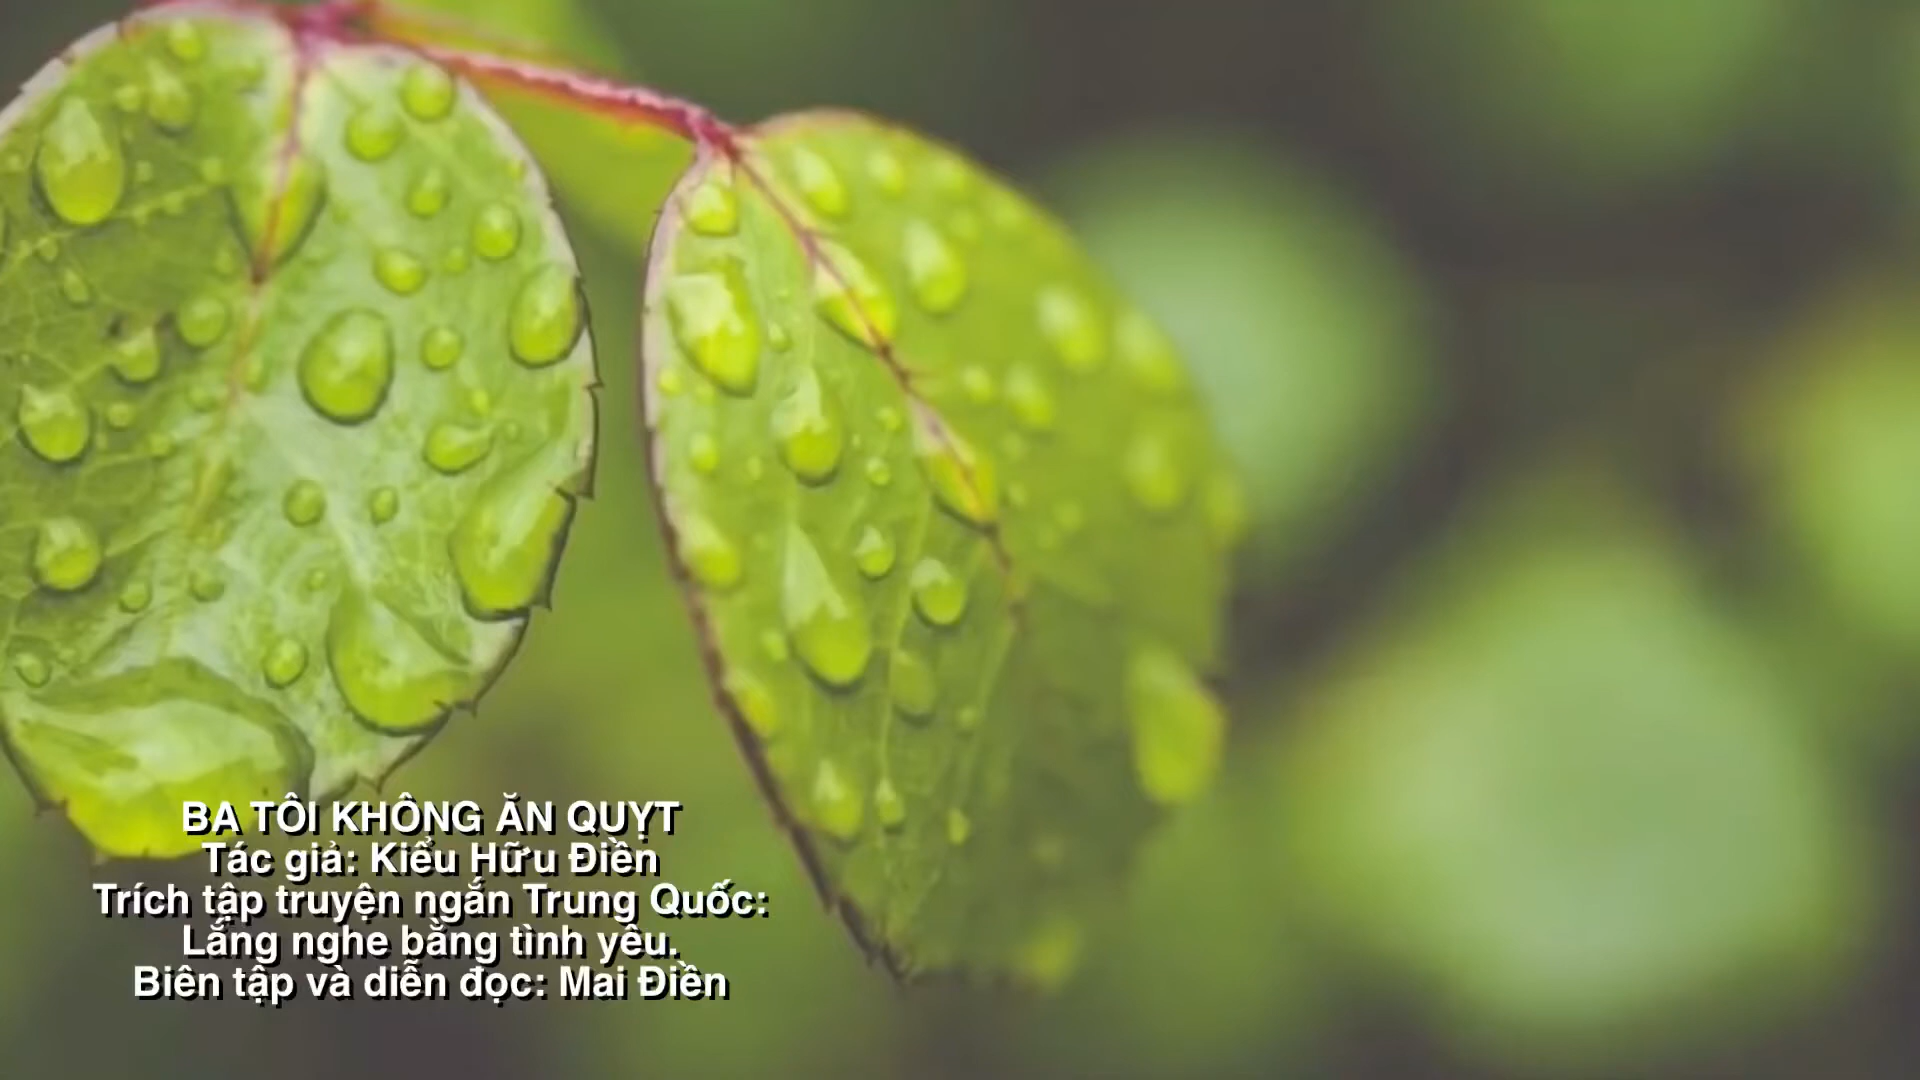 BA TÔI KHÔNG ĂN QUỴT
Tác giả: Kiểu Hữu Điền
Trích tập truyện ngắn Trung Quốc:
Lắng nghe bằng tình yêu.
Biên tập và diễn đọc: Mai Điền